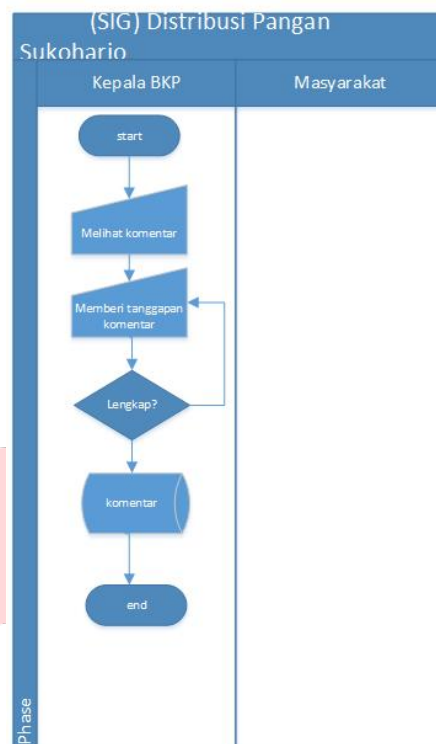 (SIG) Distribusi Pangan
Sukoharjo
Kepala BKP
Masyarakat
start
Melihat komentar
Memberi tanggapan
komentar
Lengkap?
komentar
end
Phase